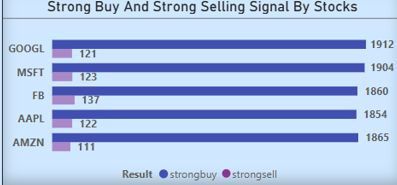 Strong Buy And Strong Selling Signal By Stocks
GOOGL 1912
121
MSFT 1904
123
FB 1860
137
AAPL 1854
122
AMZN 1865
111
Result strongbuy strongsell